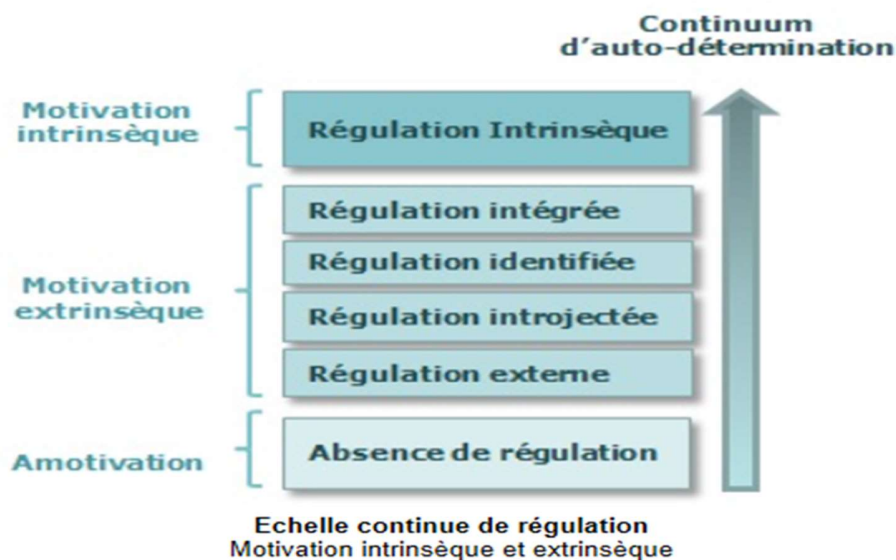 Continuum
d'auto-détermination
Motivation
intrinsèque
Régulation Intrinsèque
Motivation
extrinsèque
Régulation intégrée
Régulation identifiée
Régulation introjectée
Régulation externe
Amotivation
Absence de régulation
Echelle continue de régulation
Motivation intrinsèque et extrinsèque